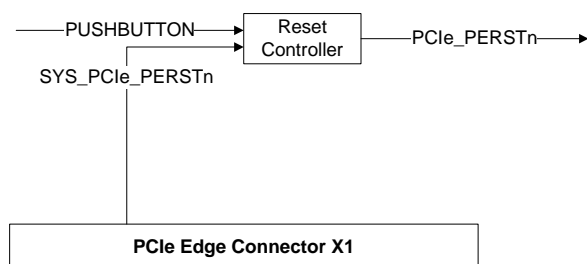 PUSHBUTTON
Reset
Controller
PCIe_PERSTn
SYS_PCIe_PERSTn
PCIe Edge Connector X1